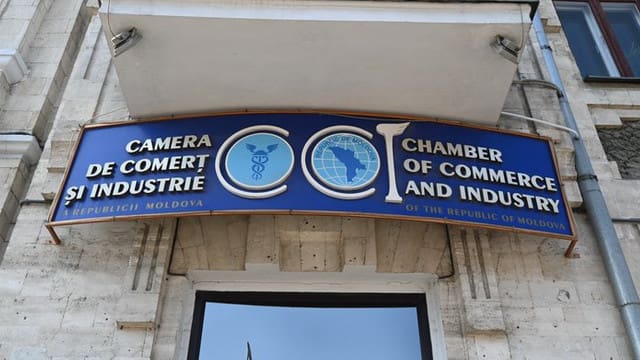 CAMERA
DE COMERȚ
ȘI INDUSTRIE
A REPUBLICII MOLDOVA
CCI
CHAMBER
OF COMMERCE
AND INDUSTRY
OF THE REPUBLIC OF MOLDOVA